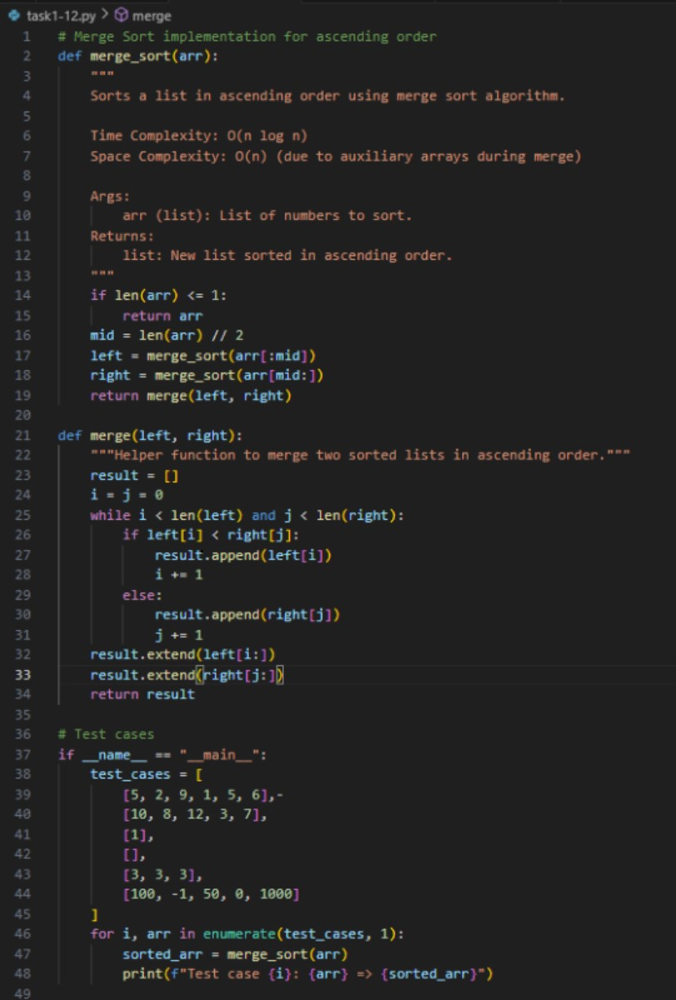 task1-12.py > merge
1 # Merge Sort implementation for ascending order
2 def merge_sort(arr):
3     """
4     Sorts a list in ascending order using merge sort algorithm.
5
6     Time Complexity: O(n log n)
7     Space Complexity: O(n) (due to auxiliary arrays during merge)
8
9     Args:
10         arr (list): List of numbers to sort.
11     Returns:
12         list: New list sorted in ascending order.
13     """
14     if len(arr) <= 1:
15         return arr
16     mid = len(arr) // 2
17     left = merge_sort(arr[:mid])
18     right = merge_sort(arr[mid:])
19     return merge(left, right)
20
21 def merge(left, right):
22     """Helper function to merge two sorted lists in ascending order."""
23     result = []
24     i = j = 0
25     while i < len(left) and j < len(right):
26         if left[i] < right[j]:
27             result.append(left[i])
28             i += 1
29         else:
30             result.append(right[j])
31             j += 1
32     result.extend(left[i:])
33     result.extend(right[j:])
34     return result
35
36 # Test cases
37 if __name__ == "__main__":
38     test_cases = [
39         [5, 2, 9, 1, 5, 6],-
40         [10, 8, 12, 3, 7],
41         [1],
42         [],
43         [3, 3, 3],
44         [100, -1, 50, 0, 1000]
45     ]
46     for i, arr in enumerate(test_cases, 1):
47         sorted_arr = merge_sort(arr)
48         print(f"Test case {i}: {arr} => {sorted_arr}")
49